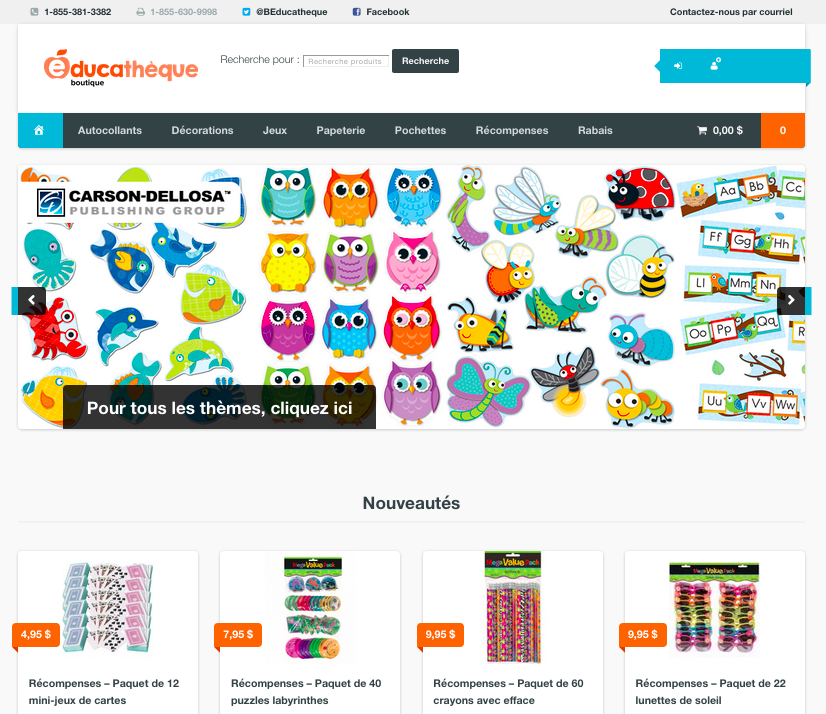 1-855-381-3382 1-855-630-9998 @BEducatheque Facebook Contactez-nous par courriel
éducathèque
boutique
Recherche pour : Recherche produits Recherche
Autocollants Décorations Jeux Papeterie Pochettes Récompenses Rabais 0,00 $ 0
CARSON-DELLOSA™
PUBLISHING GROUP
Aa Bb Cc
Ff Gg Hh
Ll Mm Nn
Oo Pp Qq R
Uu Vv Ww
Pour tous les thèmes, cliquez ici
Nouveautés
Mega Value Pack
Mega Value Pack
Mega Value Pack
4,95 $ 7,95 $ 9,95 $ 9,95 $
Récompenses – Paquet de 12
mini-jeux de cartes
Récompenses – Paquet de 40
puzzles labyrinthes
Récompenses – Paquet de 60
crayons avec efface
Récompenses – Paquet de 22
lunettes de soleil